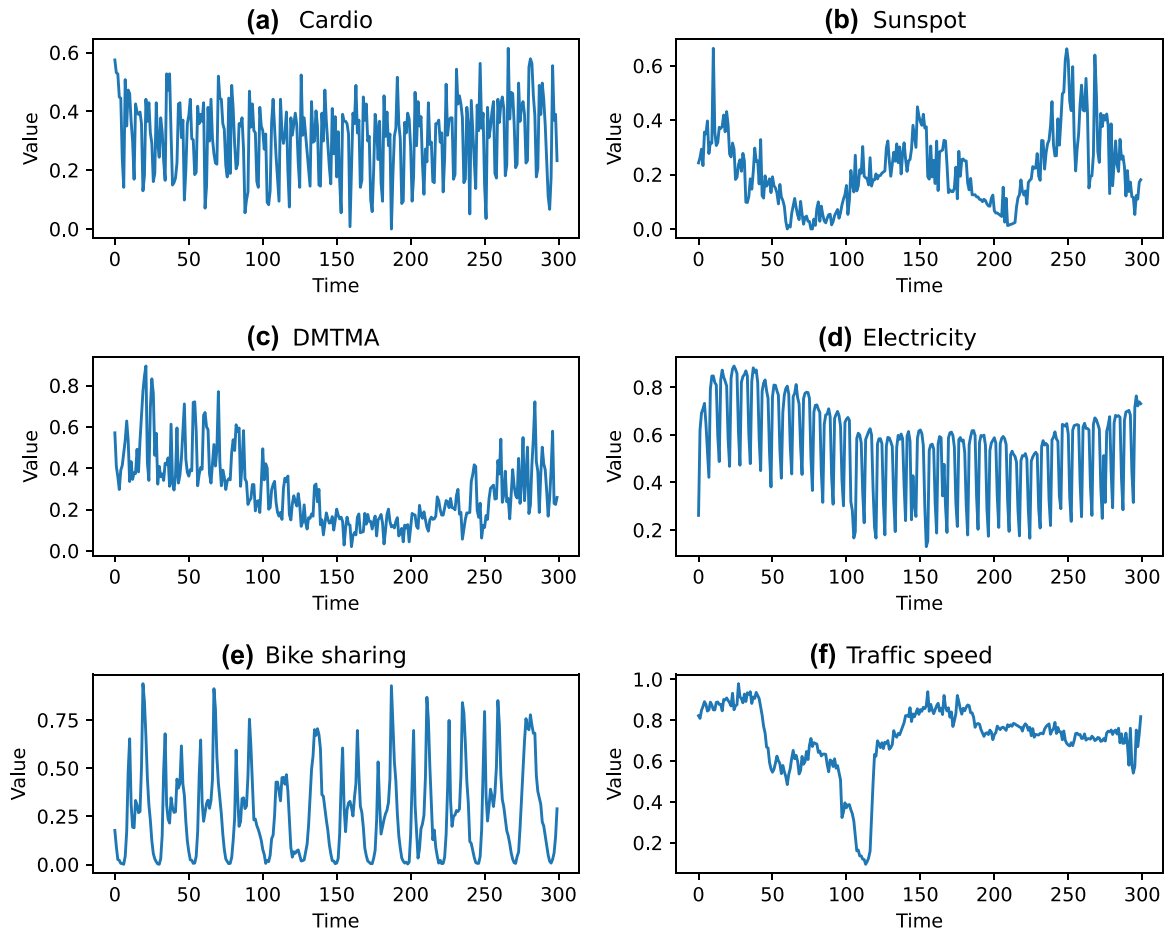 (a) Cardio
0.6
0.4
0.2
0.0
Value
0 50 100 150 200 250 300
Time
(b) Sunspot
0.6
0.4
0.2
0.0
Value
0 50 100 150 200 250 300
Time
(c) DMTMA
0.8
0.6
0.4
0.2
0.0
Value
0 50 100 150 200 250 300
Time
(d) Electricity
0.8
0.6
0.4
0.2
Value
0 50 100 150 200 250 300
Time
(e) Bike sharing
0.75
0.50
0.25
0.00
Value
0 50 100 150 200 250 300
Time
(f) Traffic speed
1.0
0.8
0.6
0.4
0.2
Value
0 50 100 150 200 250 300
Time